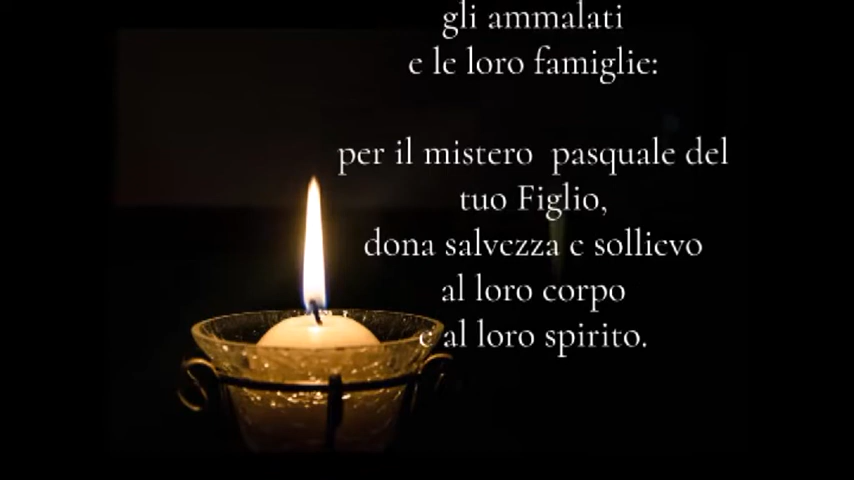 gli ammalati
e le loro famiglie:
per il mistero pasquale del
tuo Figlio,
dona salvezza e sollievo
al loro corpo
e al loro spirito.